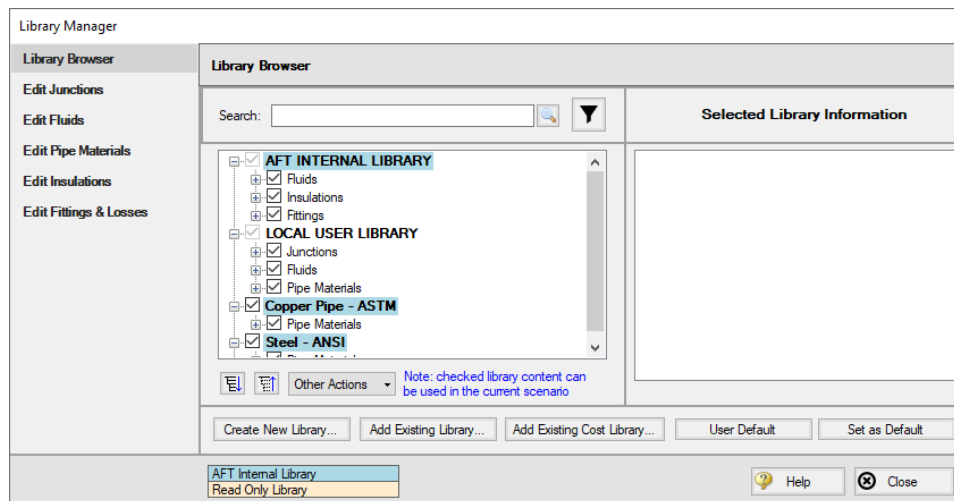 Library Manager
Library Browser
Edit Junctions
Edit Fluids
Edit Pipe Materials
Edit Insulations
Edit Fittings & Losses
Library Browser
Search:
Selected Library Information
AFT INTERNAL LIBRARY
Fluids
Insulations
Fittings
LOCAL USER LIBRARY
Junctions
Fluids
Pipe Materials
Copper Pipe - ASTM
Pipe Materials
Steel - ANSI
Other Actions
Note: checked library content can
be used in the current scenario
Create New Library...
Add Existing Library...
Add Existing Cost Library...
User Default
Set as Default
AFT Internal Library
Read Only Library
Help
Close